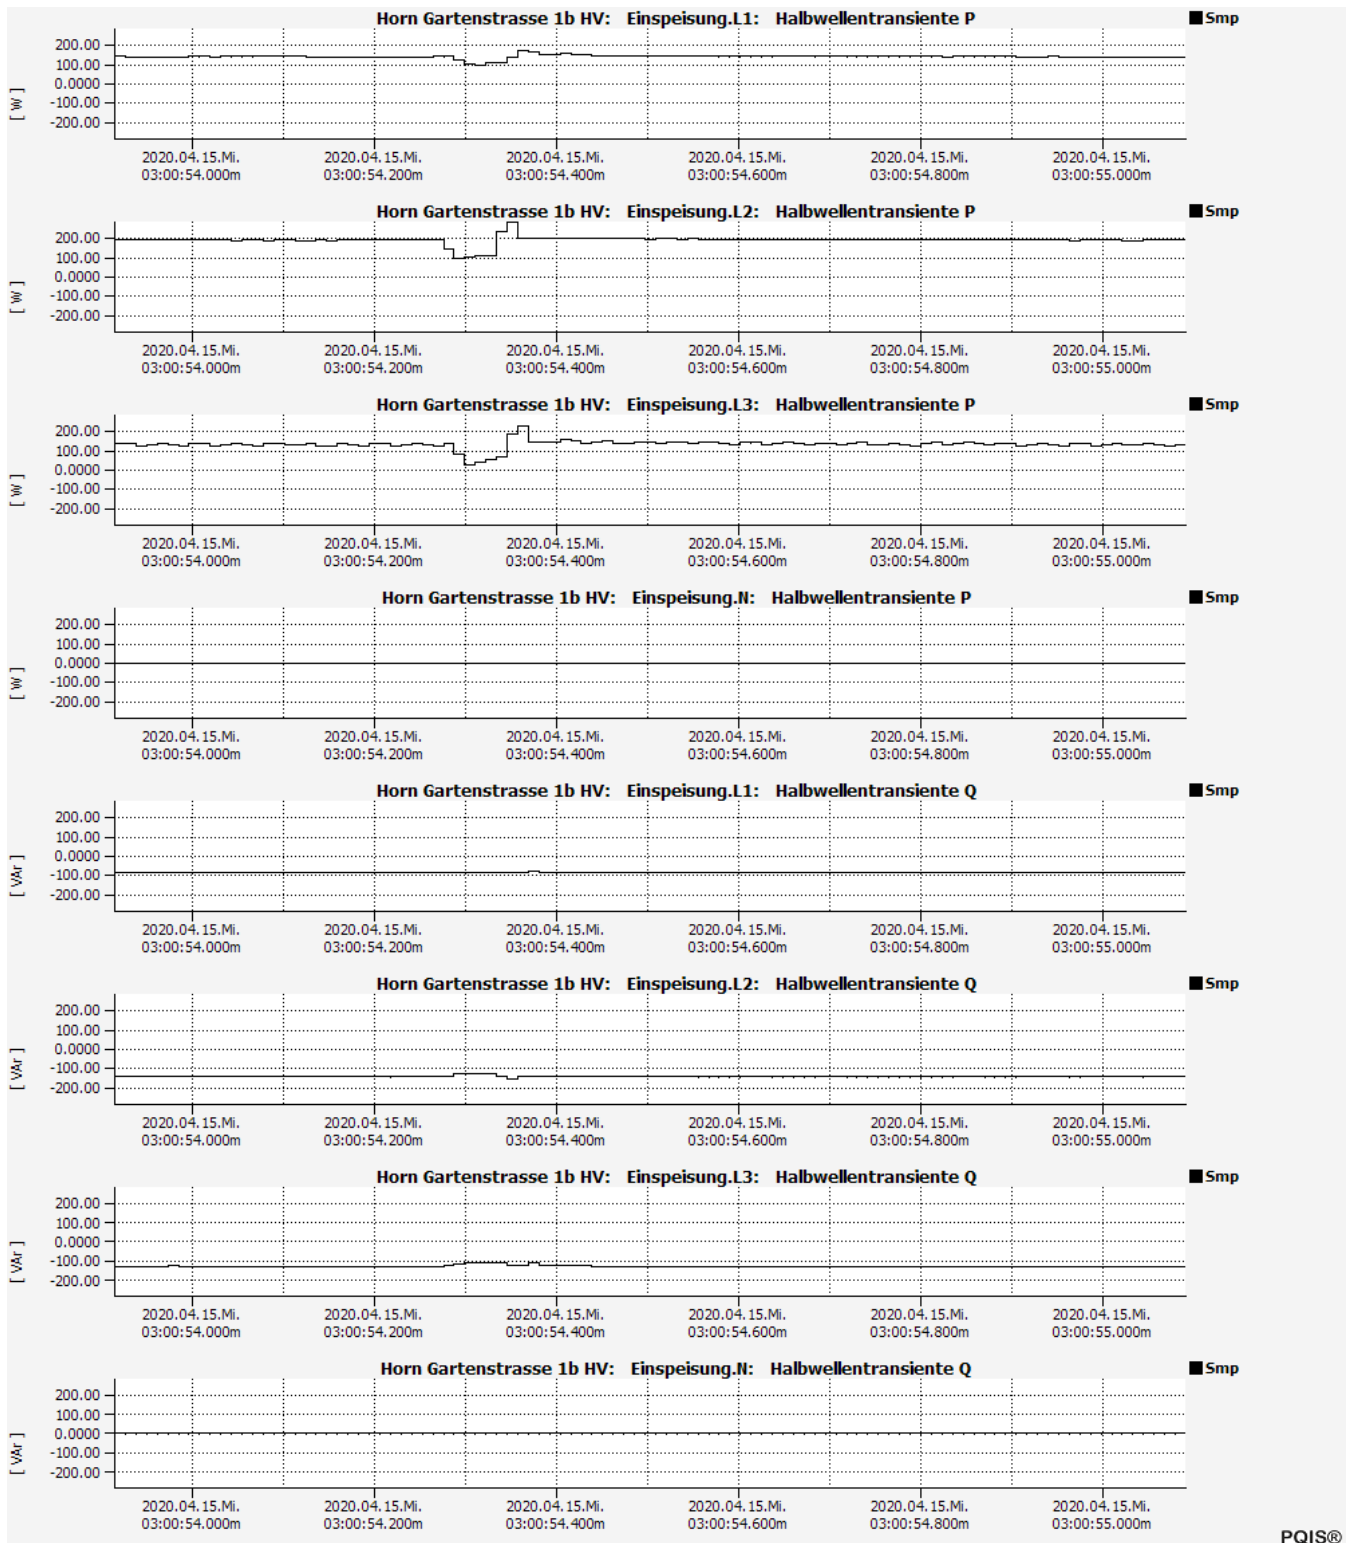 Horn Gartenstrasse 1b HV: Einspeisung.L1: Halbwellentransiente P
Smp
200.00
100.00
0.0000
-100.00
-200.00
[ W ]
2020.04.15.Mi. 2020.04.15.Mi. 2020.04.15.Mi. 2020.04.15.Mi. 2020.04.15.Mi. 2020.04.15.Mi.
03:00:54.000m 03:00:54.200m 03:00:54.400m 03:00:54.600m 03:00:54.800m 03:00:55.000m
Horn Gartenstrasse 1b HV: Einspeisung.L2: Halbwellentransiente P
Smp
200.00
100.00
0.0000
-100.00
-200.00
[ W ]
2020.04.15.Mi. 2020.04.15.Mi. 2020.04.15.Mi. 2020.04.15.Mi. 2020.04.15.Mi. 2020.04.15.Mi.
03:00:54.000m 03:00:54.200m 03:00:54.400m 03:00:54.600m 03:00:54.800m 03:00:55.000m
Horn Gartenstrasse 1b HV: Einspeisung.L3: Halbwellentransiente P
Smp
200.00
100.00
0.0000
-100.00
-200.00
[ W ]
2020.04.15.Mi. 2020.04.15.Mi. 2020.04.15.Mi. 2020.04.15.Mi. 2020.04.15.Mi. 2020.04.15.Mi.
03:00:54.000m 03:00:54.200m 03:00:54.400m 03:00:54.600m 03:00:54.800m 03:00:55.000m
Horn Gartenstrasse 1b HV: Einspeisung.N: Halbwellentransiente P
Smp
200.00
100.00
0.0000
-100.00
-200.00
[ W ]
2020.04.15.Mi. 2020.04.15.Mi. 2020.04.15.Mi. 2020.04.15.Mi. 2020.04.15.Mi. 2020.04.15.Mi.
03:00:54.000m 03:00:54.200m 03:00:54.400m 03:00:54.600m 03:00:54.800m 03:00:55.000m
Horn Gartenstrasse 1b HV: Einspeisung.L1: Halbwellentransiente Q
Smp
200.00
100.00
0.0000
-100.00
-200.00
[ VAr ]
2020.04.15.Mi. 2020.04.15.Mi. 2020.04.15.Mi. 2020.04.15.Mi. 2020.04.15.Mi. 2020.04.15.Mi.
03:00:54.000m 03:00:54.200m 03:00:54.400m 03:00:54.600m 03:00:54.800m 03:00:55.000m
Horn Gartenstrasse 1b HV: Einspeisung.L2: Halbwellentransiente Q
Smp
200.00
100.00
0.0000
-100.00
-200.00
[ VAr ]
2020.04.15.Mi. 2020.04.15.Mi. 2020.04.15.Mi. 2020.04.15.Mi. 2020.04.15.Mi. 2020.04.15.Mi.
03:00:54.000m 03:00:54.200m 03:00:54.400m 03:00:54.600m 03:00:54.800m 03:00:55.000m
Horn Gartenstrasse 1b HV: Einspeisung.L3: Halbwellentransiente Q
Smp
200.00
100.00
0.0000
-100.00
-200.00
[ VAr ]
2020.04.15.Mi. 2020.04.15.Mi. 2020.04.15.Mi. 2020.04.15.Mi. 2020.04.15.Mi. 2020.04.15.Mi.
03:00:54.000m 03:00:54.200m 03:00:54.400m 03:00:54.600m 03:00:54.800m 03:00:55.000m
Horn Gartenstrasse 1b HV: Einspeisung.N: Halbwellentransiente Q
Smp
200.00
100.00
0.0000
-100.00
-200.00
[ VAr ]
2020.04.15.Mi. 2020.04.15.Mi. 2020.04.15.Mi. 2020.04.15.Mi. 2020.04.15.Mi. 2020.04.15.Mi.
03:00:54.000m 03:00:54.200m 03:00:54.400m 03:00:54.600m 03:00:54.800m 03:00:55.000m
PQIS®